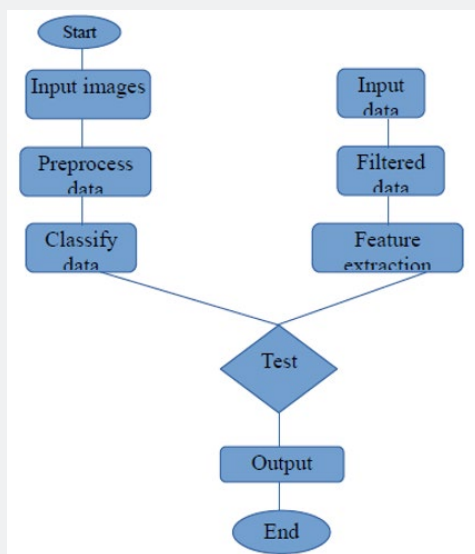 Start
Input images
Preprocess
data
Classify
data
Input
data
Filtered data
Feature
extraction
Test
Output
End